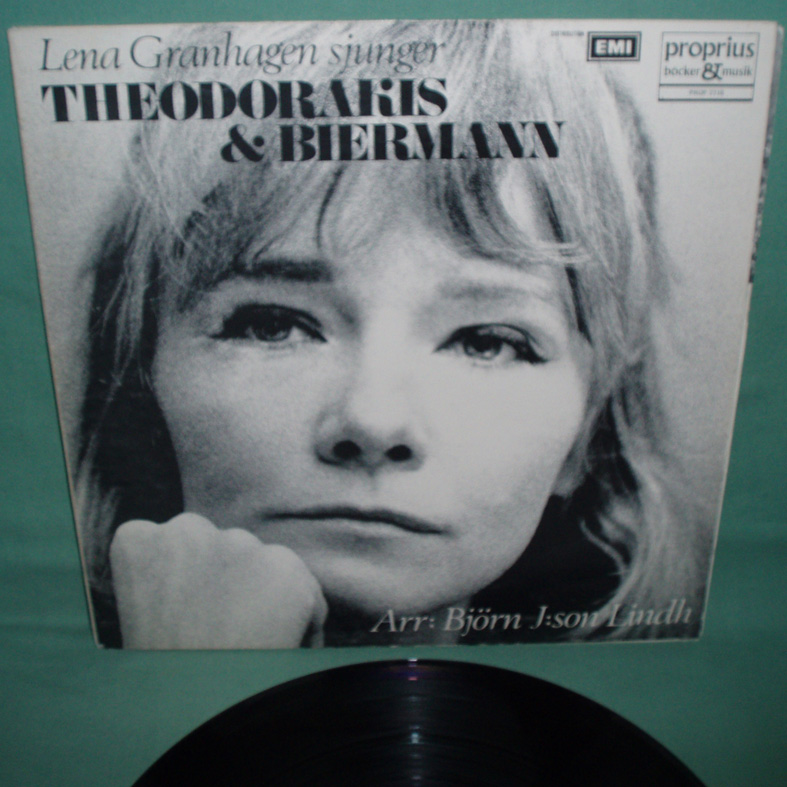 Lena Granhagen sjunger
THEODORAKIS
& BIERMANN
EMI
proprius
böcker & musik
Arr: Björn J:son Lindh